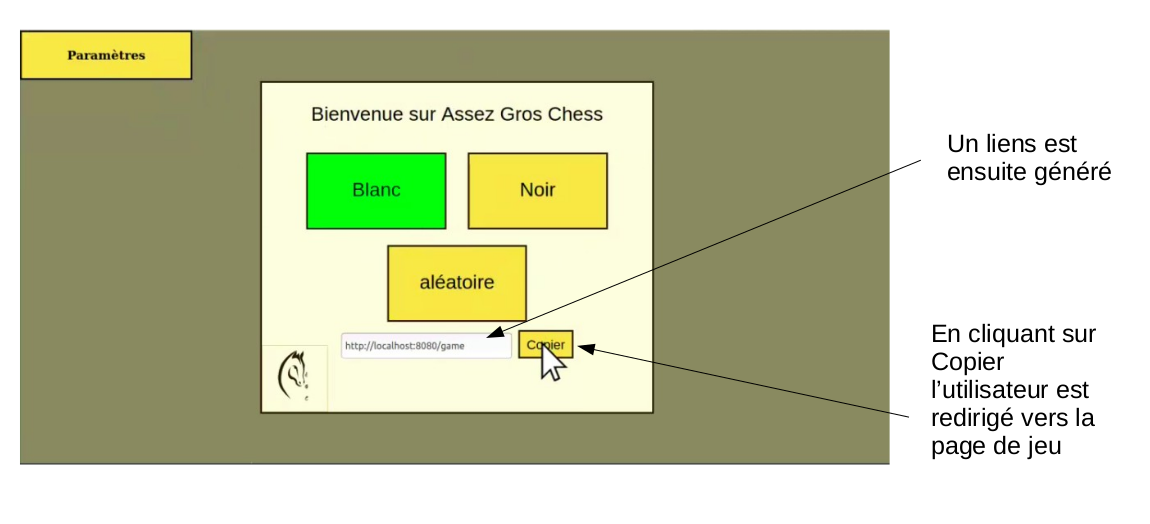 Paramètres
Bienvenue sur Assez Gros Chess
Blanc
Noir
aléatoire
http://localhost:8080/game
Copier
Un liens est
ensuite généré
En cliquant sur
Copier
l’utilisateur est
redirigé vers la
page de jeu